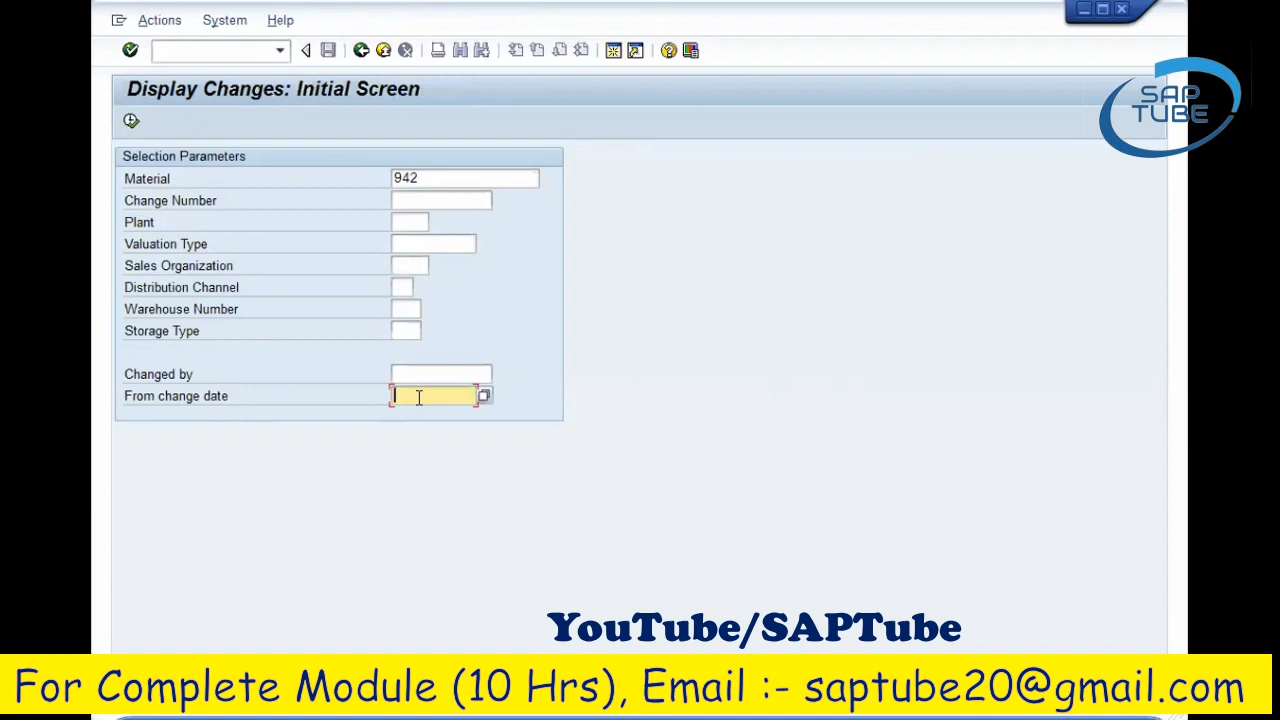 Actions System Help
Display Changes: Initial Screen
SAP
TUBE
Selection Parameters
Material 942
Change Number
Plant
Valuation Type
Sales Organization
Distribution Channel
Warehouse Number
Storage Type
Changed by
From change date
YouTube/SAPTube
For Complete Module (10 Hrs), Email :- saptube20@gmail.com